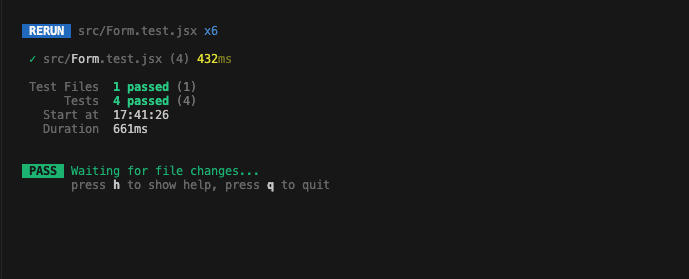 RERUN src/Form.test.jsx x6
✓ src/Form.test.jsx (4) 432ms
Test Files 1 passed (1)
Tests 4 passed (4)
Start at 17:41:26
Duration 661ms
PASS Waiting for file changes...
press h to show help, press q to quit